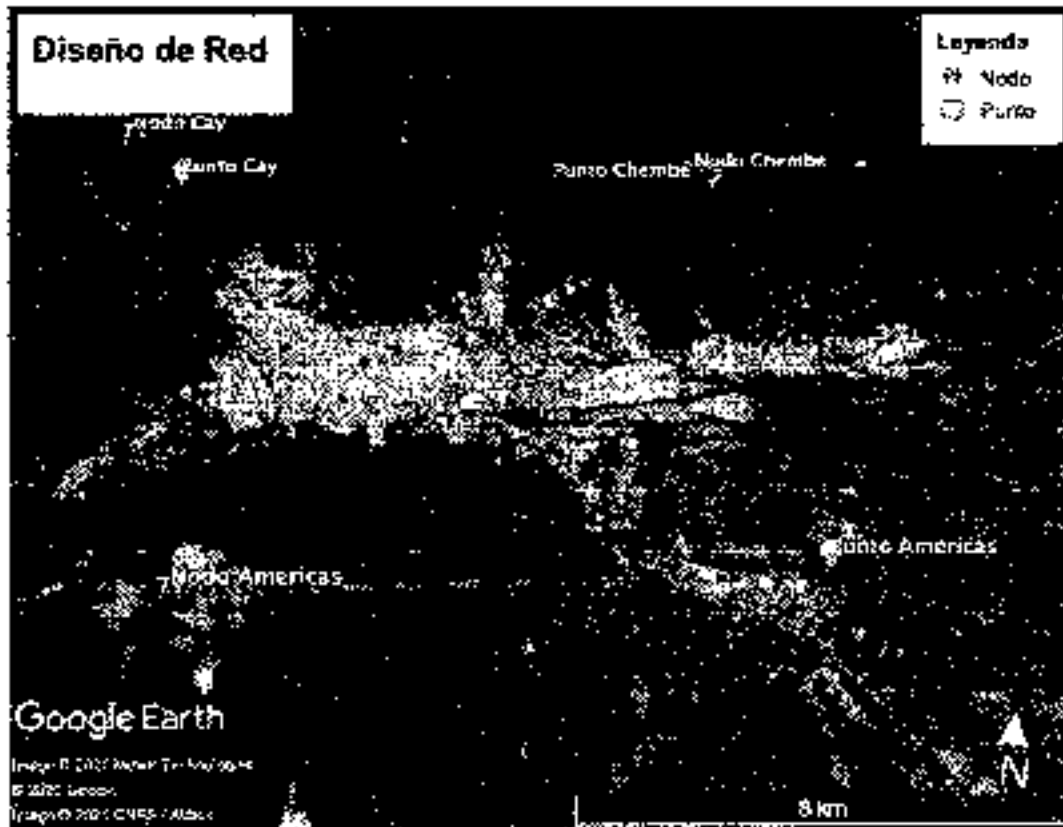 Diseño de Red
Leyenda
Nodo
Punto
Nodo Cay
Punto Cay
Punto Chembe
Nodo Chembe
Punto Americas
Nodo Americas
Google Earth
N
8 km